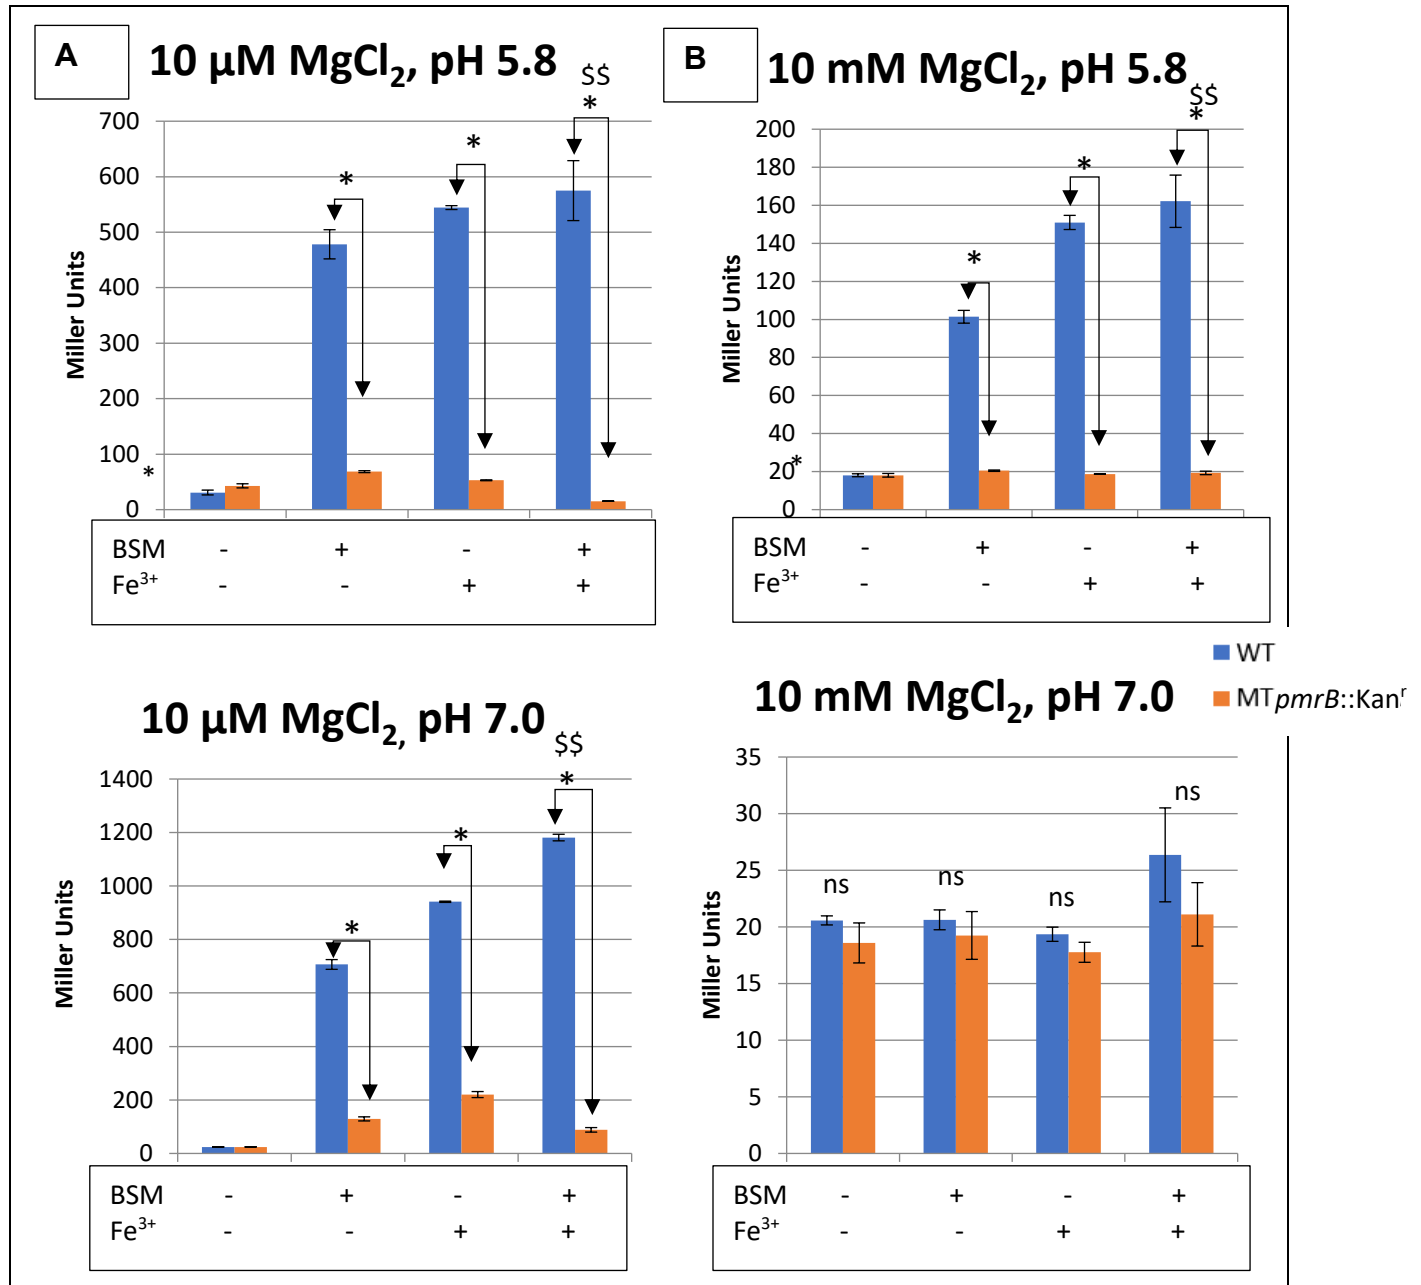 A
10 µM MgCl₂, pH 5.8
$$
*
*
*
700
600
500
400
300
200
100
0
*
Miller Units
BSM - + - +
Fe³⁺ - - + +
B
10 mM MgCl₂, pH 5.8
$$
*
*
*
200
180
160
140
120
100
80
60
40
20
0
*
Miller Units
BSM - + - +
Fe³⁺ - - + +
WT
MT pmrB::Kanʳ
10 µM MgCl₂, pH 7.0
$$
*
*
*
1400
1200
1000
800
600
400
200
0
Miller Units
BSM - + - +
Fe³⁺ - - + +
10 mM MgCl₂, pH 7.0
ns
ns
ns
ns
35
30
25
20
15
10
5
0
Miller Units
BSM - + - +
Fe³⁺ - - + +